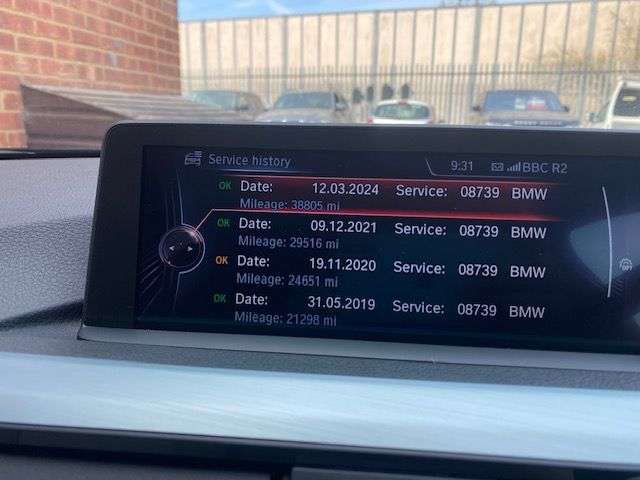 Service history 9:31 BBC R2
OK Date: 12.03.2024 Service: 08739 BMW
Mileage: 38805 mi
OK Date: 09.12.2021 Service: 08739 BMW
Mileage: 29516 mi
OK Date: 19.11.2020 Service: 08739 BMW
Mileage: 24651 mi
OK Date: 31.05.2019 Service: 08739 BMW
Mileage: 21298 mi